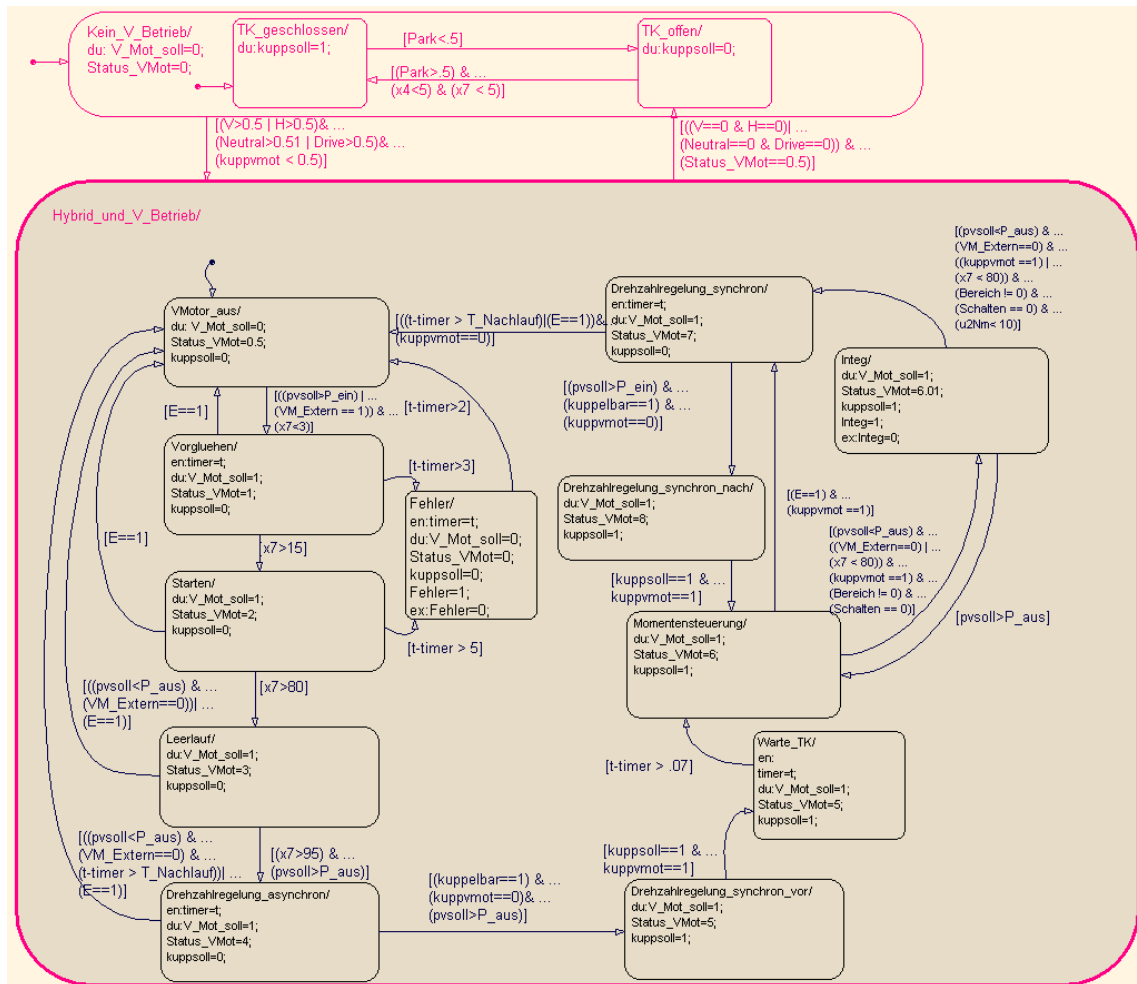 Kein_V_Betrieb/
du: V_Mot_soll=0;
Status_VMot=0;
TK_geschlossen/
du:kuppsoll=1;
[Park<.5]
[(Park>.5) & ...
(x4<5) & (x7 < 5)]
TK_offen/
du:kuppsoll=0;
[(V>0.5 | H>0.5)& ...
(Neutral>0.51 | Drive>0.5)& ...
(kuppvmot < 0.5)]
[((V==0 & H==0)| ...
(Neutral==0 & Drive==0)) & ...
(Status_VMot==0.5)]
Hybrid_und_V_Betrieb/
VMotor_aus/
du: V_Mot_soll=0;
Status_VMot=0.5;
kuppsoll=0;
[((t-timer > T_Nachlauf)|(E==1))& ...
(kuppvmot==0)]
Drehzahlregelung_synchron/
en:timer=t;
du:V_Mot_soll=1;
Status_VMot=7;
kuppsoll=0;
[(pvsoll<P_aus) & ...
(VM_Extern==0) & ...
((kuppvmot ==1) | ...
(x7 < 80)) & ...
(Bereich != 0) & ...
(Schalten == 0) & ...
(u2Nm< 10)]
Integ/
du:V_Mot_soll=1;
Status_VMot=6.01;
kuppsoll=1;
Integ=1;
ex:Integ=0;
[E==1]
[((pvsoll>P_ein) | ...
(VM_Extern == 1)) & ...
(x7<3)]
[t-timer>2]
[(pvsoll>P_ein) & ...
(kuppelbar==1) & ...
(kuppvmot==0)]
Vorgluehen/
en:timer=t;
du:V_Mot_soll=1;
Status_VMot=1;
kuppsoll=0;
[t-timer>3]
Fehler/
en:timer=t;
du:V_Mot_soll=0;
Status_VMot=0;
kuppsoll=0;
Fehler=1;
ex:Fehler=0;
Drehzahlregelung_synchron_nach/
du:V_Mot_soll=1;
Status_VMot=8;
kuppsoll=1;
[(E==1) & ...
(kuppvmot ==1)]
[(pvsoll<P_aus) & ...
((VM_Extern==0) | ...
(x7 < 80)) & ...
(kuppvmot ==1) & ...
(Bereich != 0) & ...
(Schalten == 0)]
[E==1]
[x7>15]
Starten/
du:V_Mot_soll=1;
Status_VMot=2;
kuppsoll=0;
[t-timer > 5]
[kuppsoll==1 & ...
kuppvmot==1]
Momentensteuerung/
du:V_Mot_soll=1;
Status_VMot=6;
kuppsoll=1;
[pvsoll>P_aus]
[((pvsoll<P_aus) & ...
(VM_Extern==0))| ...
(E==1)]
[x7>80]
Leerlauf/
du:V_Mot_soll=1;
Status_VMot=3;
kuppsoll=0;
[t-timer > .07]
Warte_TK/
en:
timer=t;
du:V_Mot_soll=1;
Status_VMot=5;
kuppsoll=1;
[((pvsoll<P_aus) & ...
(VM_Extern==0) & ...
(t-timer > T_Nachlauf))| ...
(E==1)]
[(x7>95) & ...
(pvsoll>P_aus)]
[kuppsoll==1 & ...
kuppvmot==1]
Drehzahlregelung_asynchron/
en:timer=t;
du:V_Mot_soll=1;
Status_VMot=4;
kuppsoll=0;
[(kuppelbar==1) & ...
(kuppvmot==0)& ...
(pvsoll>P_aus)]
Drehzahlregelung_synchron_vor/
du:V_Mot_soll=1;
Status_VMot=5;
kuppsoll=1;